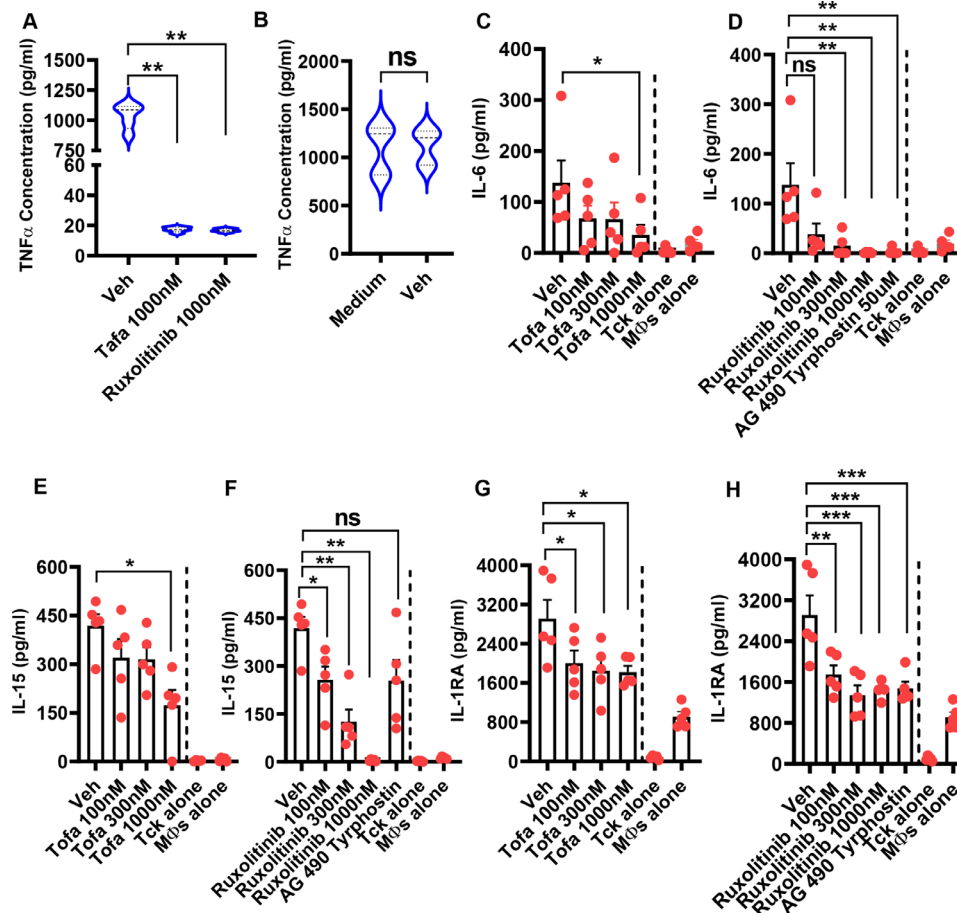 A
TNFα Concentration (pg/ml)
1250
1000
750
60
40
20
0
**
**
Veh
Tafa 1000nM
Ruxolitinib 1000nM
B
TNFα Concentration (pg/ml)
2000
1600
1200
800
400
0
ns
Medium
Veh
C
IL-6 (pg/ml)
400
300
200
100
0
*
Veh
Tofa 100nM
Tofa 300nM
Tofa 1000nM
Tck alone
MΦs alone
D
IL-6 (pg/ml)
400
300
200
100
0
**
**
**
ns
Veh
Ruxolitinib 100nM
Ruxolitinib 300nM
Ruxolitinib 1000nM
AG 490 Tyrphostin 50uM
Tck alone
MΦs alone
E
IL-15 (pg/ml)
600
450
300
150
0
*
Veh
Tofa 100nM
Tofa 300nM
Tofa 1000nM
Tck alone
MΦs alone
F
IL-15 (pg/ml)
600
450
300
150
0
ns
**
**
*
Veh
Ruxolitinib 100nM
Ruxolitinib 300nM
Ruxolitinib 1000nM
AG 490 Tyrphostin
Tck alone
MΦs alone
G
IL-1RA (pg/ml)
4000
3200
2400
1600
800
0
*
*
*
Veh
Tofa 100nM
Tofa 300nM
Tofa 1000nM
Tck alone
MΦs alone
H
IL-1RA (pg/ml)
4000
3200
2400
1600
800
0
***
***
***
**
Veh
Ruxolitinib 100nM
Ruxolitinib 300nM
Ruxolitinib 1000nM
AG 490 Tyrphostin
Tck alone
MΦs alone